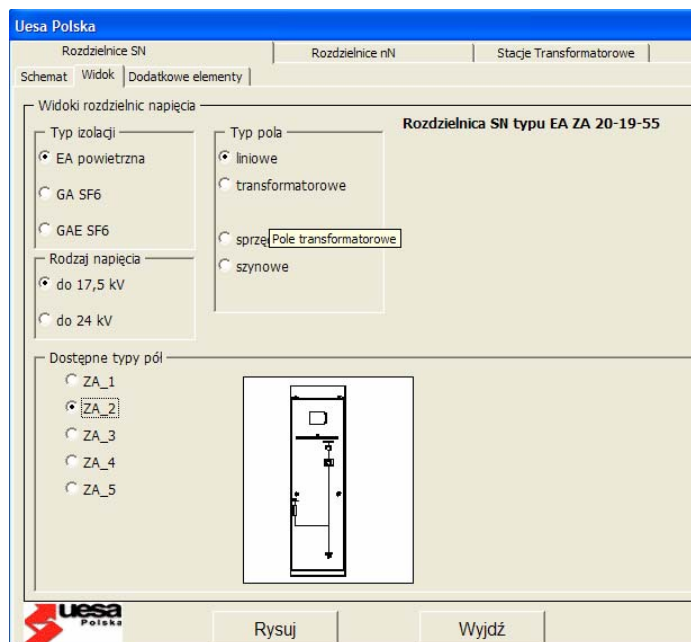 Uesa Polska
Rozdzielnice SN
Rozdzielnice nN
Stacje Transformatorowe
Schemat
Widok
Dodatkowe elementy
Widoki rozdzielnic napięcia
Rozdzielnica SN typu EA ZA 20-19-55
Typ izolacji
EA powietrzna
GA SF6
GAE SF6
Typ pola
liniowe
transformatorowe
Pole transformatorowe
szynowe
Rodzaj napięcia
do 17,5 kV
do 24 kV
Dostępne typy pól
ZA_1
ZA_2
ZA_3
ZA_4
ZA_5
uesa
Polska
Rysuj
Wyjdź